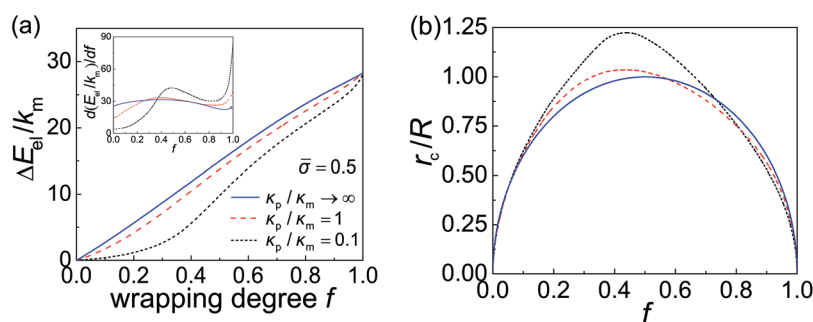 (a)
ΔE_el/k_m
30
20
10
0
0.0 0.2 0.4 0.6 0.8 1.0
wrapping degree f
d(E_el/k_m)/df
90
60
30
0
0.0 0.2 0.4 0.6 0.8 1.0
f
σ̄ = 0.5
κ_p / κ_m → ∞
κ_p / κ_m = 1
κ_p / κ_m = 0.1
(b)
r_c/R
1.25
1.00
0.75
0.50
0.25
0.00
0.0 0.2 0.4 0.6 0.8 1.0
f